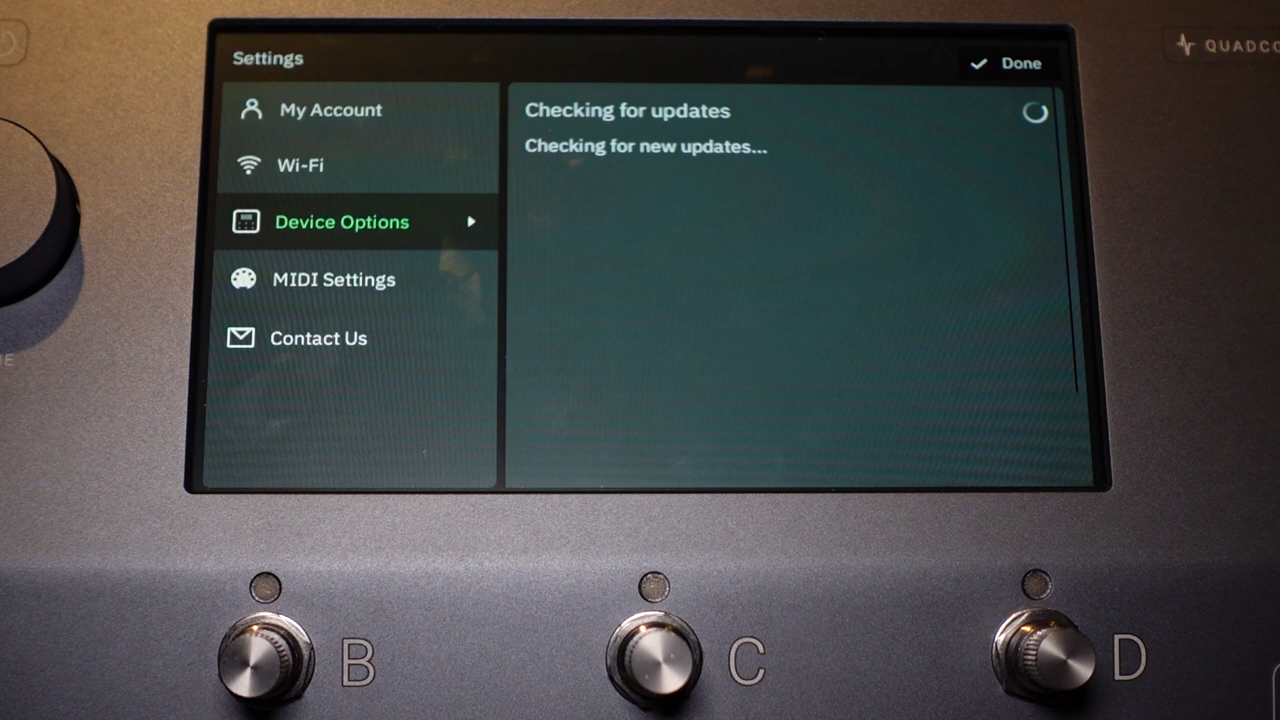 Settings
Done
QUADCO
My Account
Wi-Fi
Device Options
MIDI Settings
Contact Us
Checking for updates
Checking for new updates...
E
B
C
D